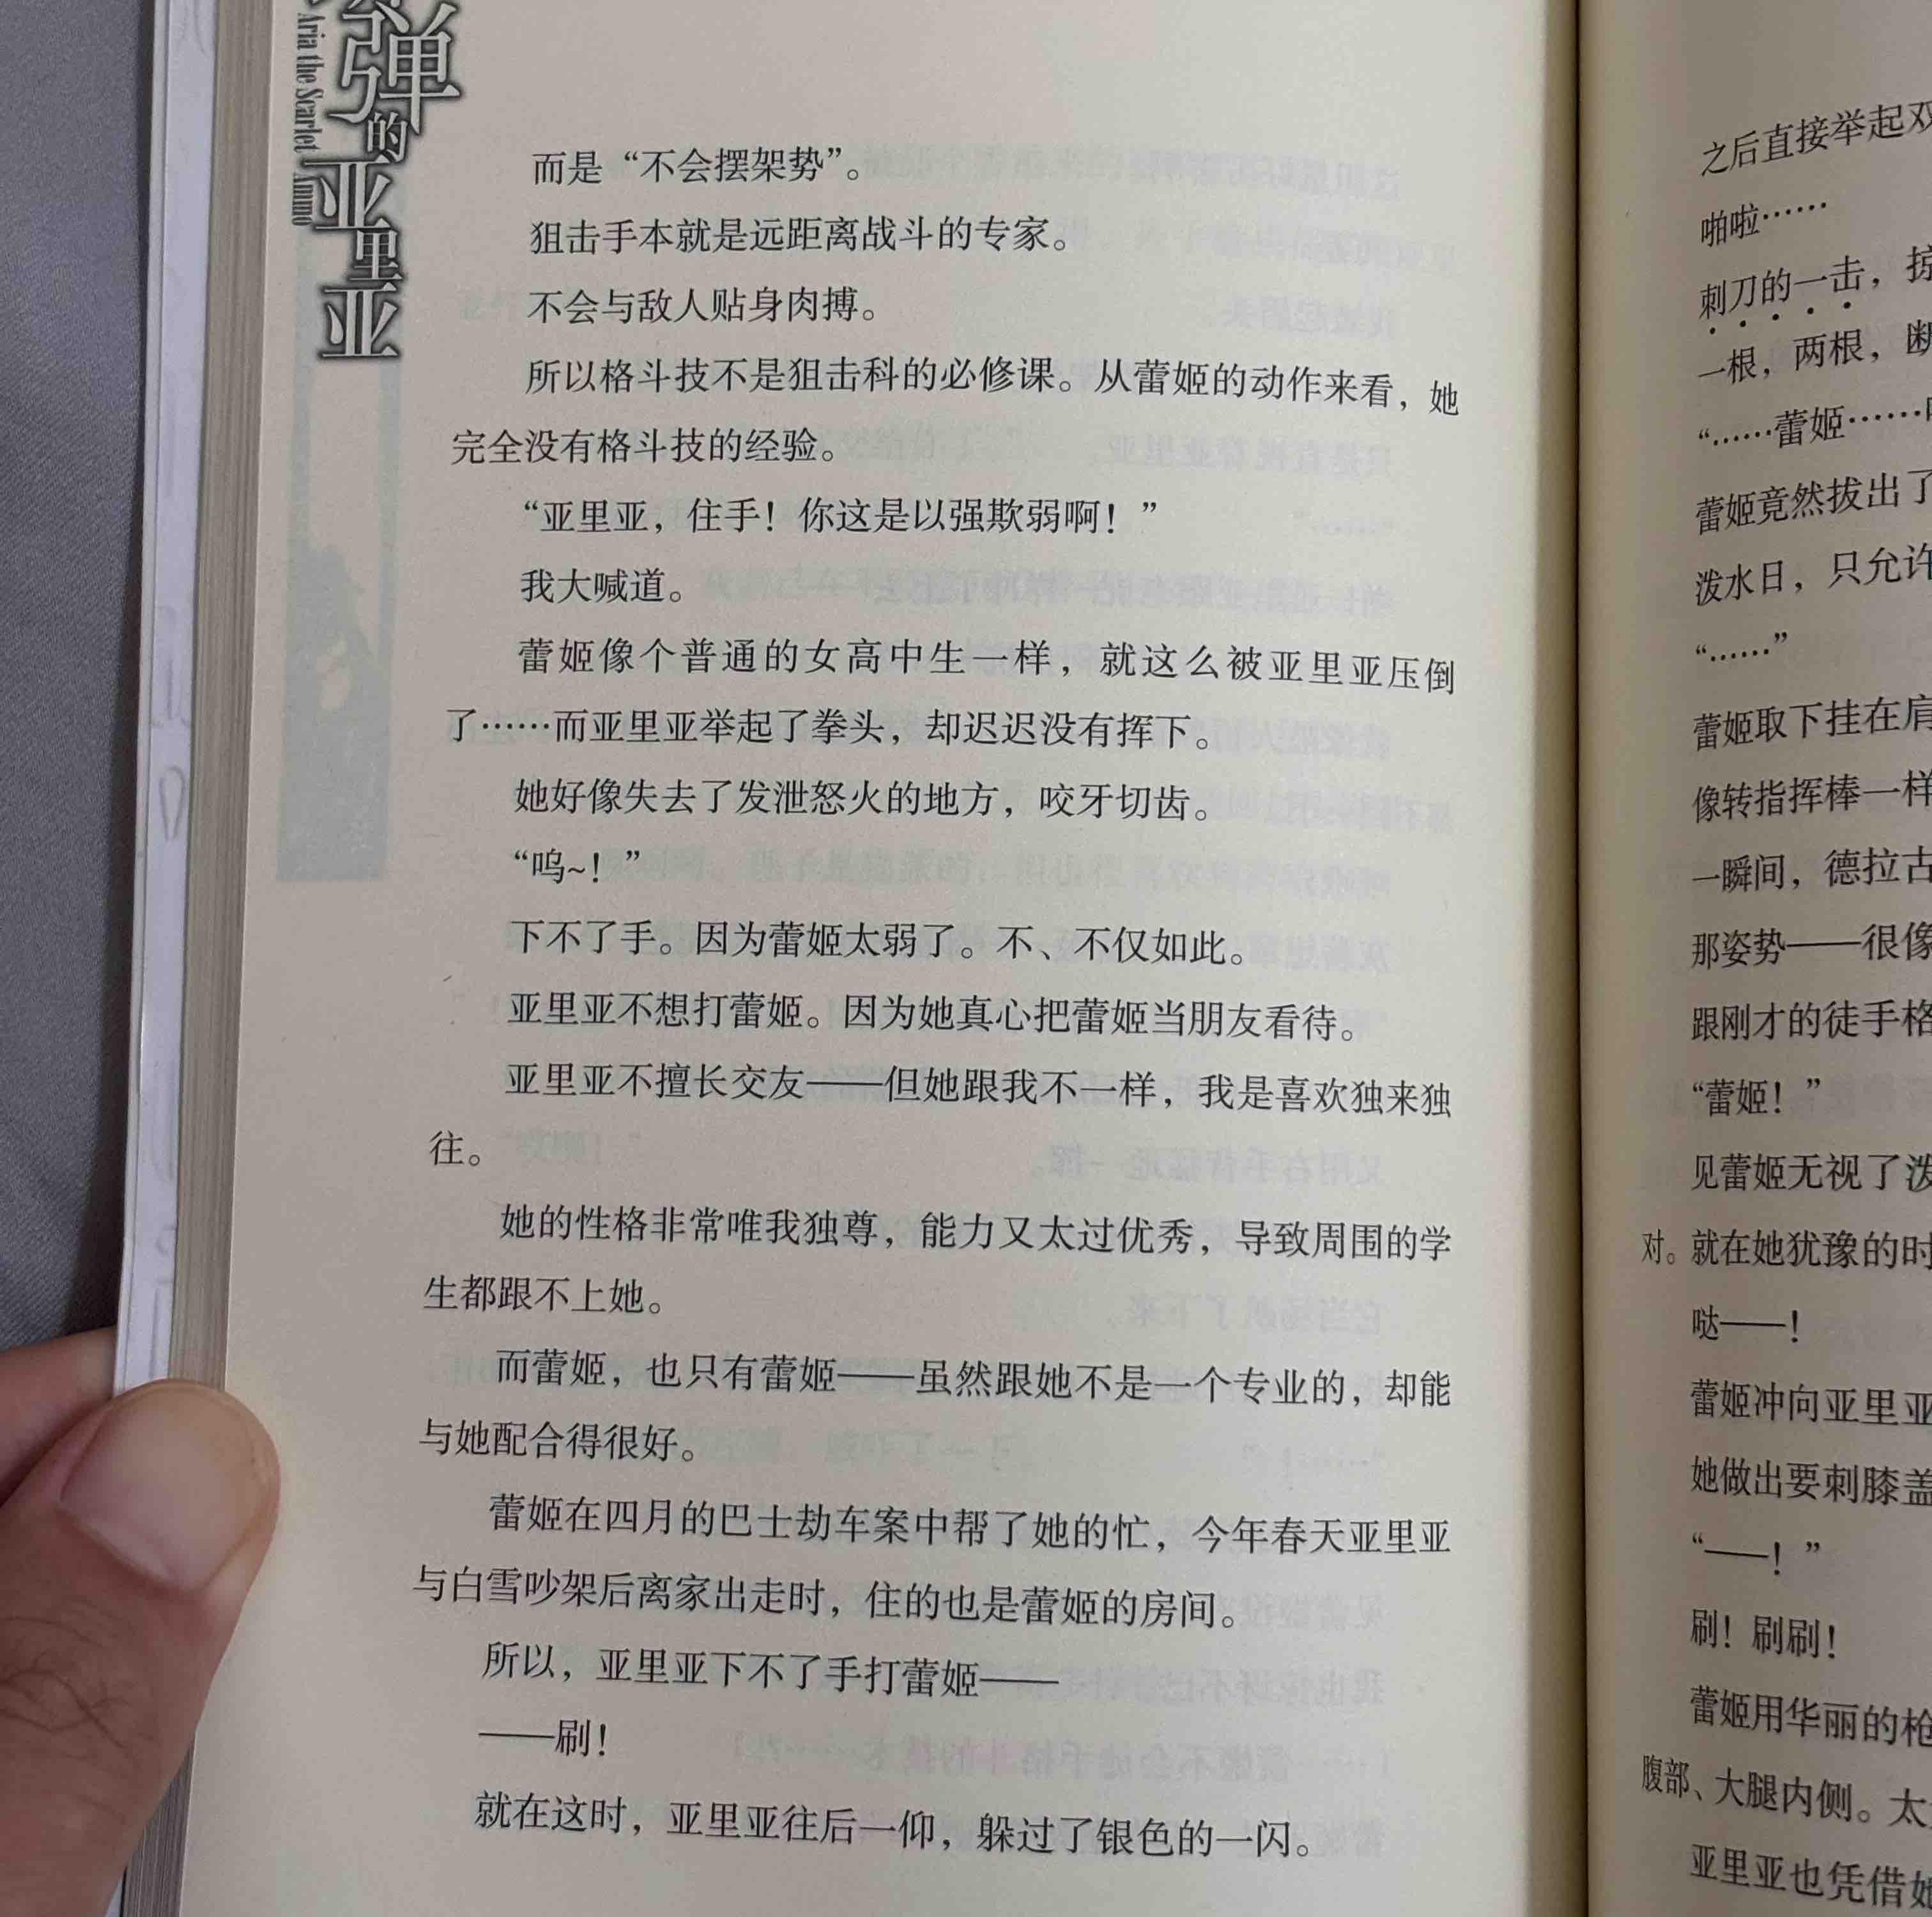 弹的亚里亚
Aria the Scarlet Ammo
而是“不会摆架势”。
狙击手本就是远距离战斗的专家。
不会与敌人贴身肉搏。
所以格斗技不是狙击科的必修课。从蕾姬的动作来看，她
完全没有格斗技的经验。
“亚里亚，住手！你这是以强欺弱啊！”
我大喊道。
蕾姬像个普通的女高中生一样，就这么被亚里亚压倒
了……而亚里亚举起了拳头，却迟迟没有挥下。
她好像失去了发泄怒火的地方，咬牙切齿。
“呜~！”
下不了手。因为蕾姬太弱了。不、不仅如此。
亚里亚不想打蕾姬。因为她真心把蕾姬当朋友看待。
亚里亚不擅长交友——但她跟我不一样，我是喜欢独来独
往。
她的性格非常唯我独尊，能力又太过优秀，导致周围的学
生都跟不上她。
而蕾姬，也只有蕾姬——虽然跟她不是一个专业的，却能
与她配合得很好。
蕾姬在四月的巴士劫车案中帮了她的忙，今年春天亚里亚
与白雪吵架后离家出走时，住的也是蕾姬的房间。
所以，亚里亚下不了手打蕾姬——
——刷！
就在这时，亚里亚往后一仰，躲过了银色的一闪。
之后直接举起双
啪啦……
刺刀的一击，掠
一根，两根，断
“……蕾姬……
蕾姬竟然拔出了
泼水日，只允许
“……”
蕾姬取下挂在肩
像转指挥棒一样
一瞬间，德拉古
那姿势——很像
跟刚才的徒手格
“蕾姬！”
见蕾姬无视了泼
对。就在她犹豫的时
哒——！
蕾姬冲向亚里亚
她做出要刺膝盖
“——！”
刷！刷刷！
蕾姬用华丽的枪
腹部、大腿内侧。太
亚里亚也凭借她